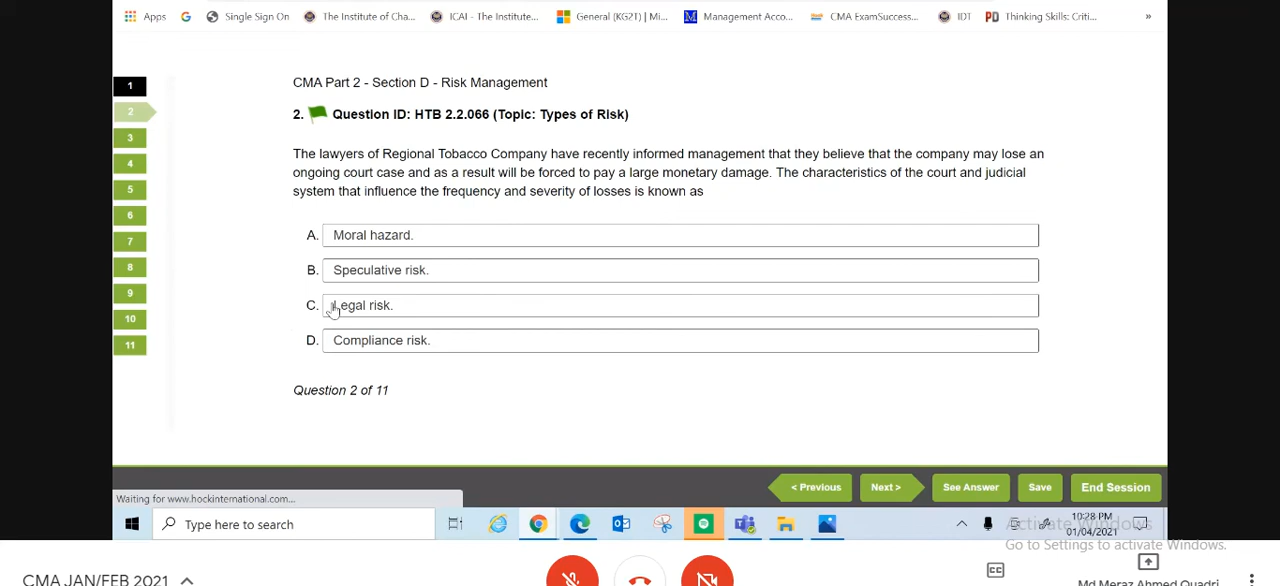 Apps Single Sign On The Institute of Cha... ICAI - The Institute... General (KG2T) | Mi... Management Acco... CMA ExamSuccess... IDT Thinking Skills: Criti... »
CMA Part 2 - Section D - Risk Management
1
2
2. Question ID: HTB 2.2.066 (Topic: Types of Risk)
3
4
5
6
7
8
9
10
11
The lawyers of Regional Tobacco Company have recently informed management that they believe that the company may lose an
ongoing court case and as a result will be forced to pay a large monetary damage. The characteristics of the court and judicial
system that influence the frequency and severity of losses is known as
A. Moral hazard.
B. Speculative risk.
C. Legal risk.
D. Compliance risk.
Question 2 of 11
< Previous Next > See Answer Save End Session
Waiting for www.hockinternational.com...
Type here to search
10:28 PM
01/04/2021
Activate Windows
Go to Settings to activate Windows.
CMA JAN/FEB 2021
CC
Md Meraz Ahmed Quadri